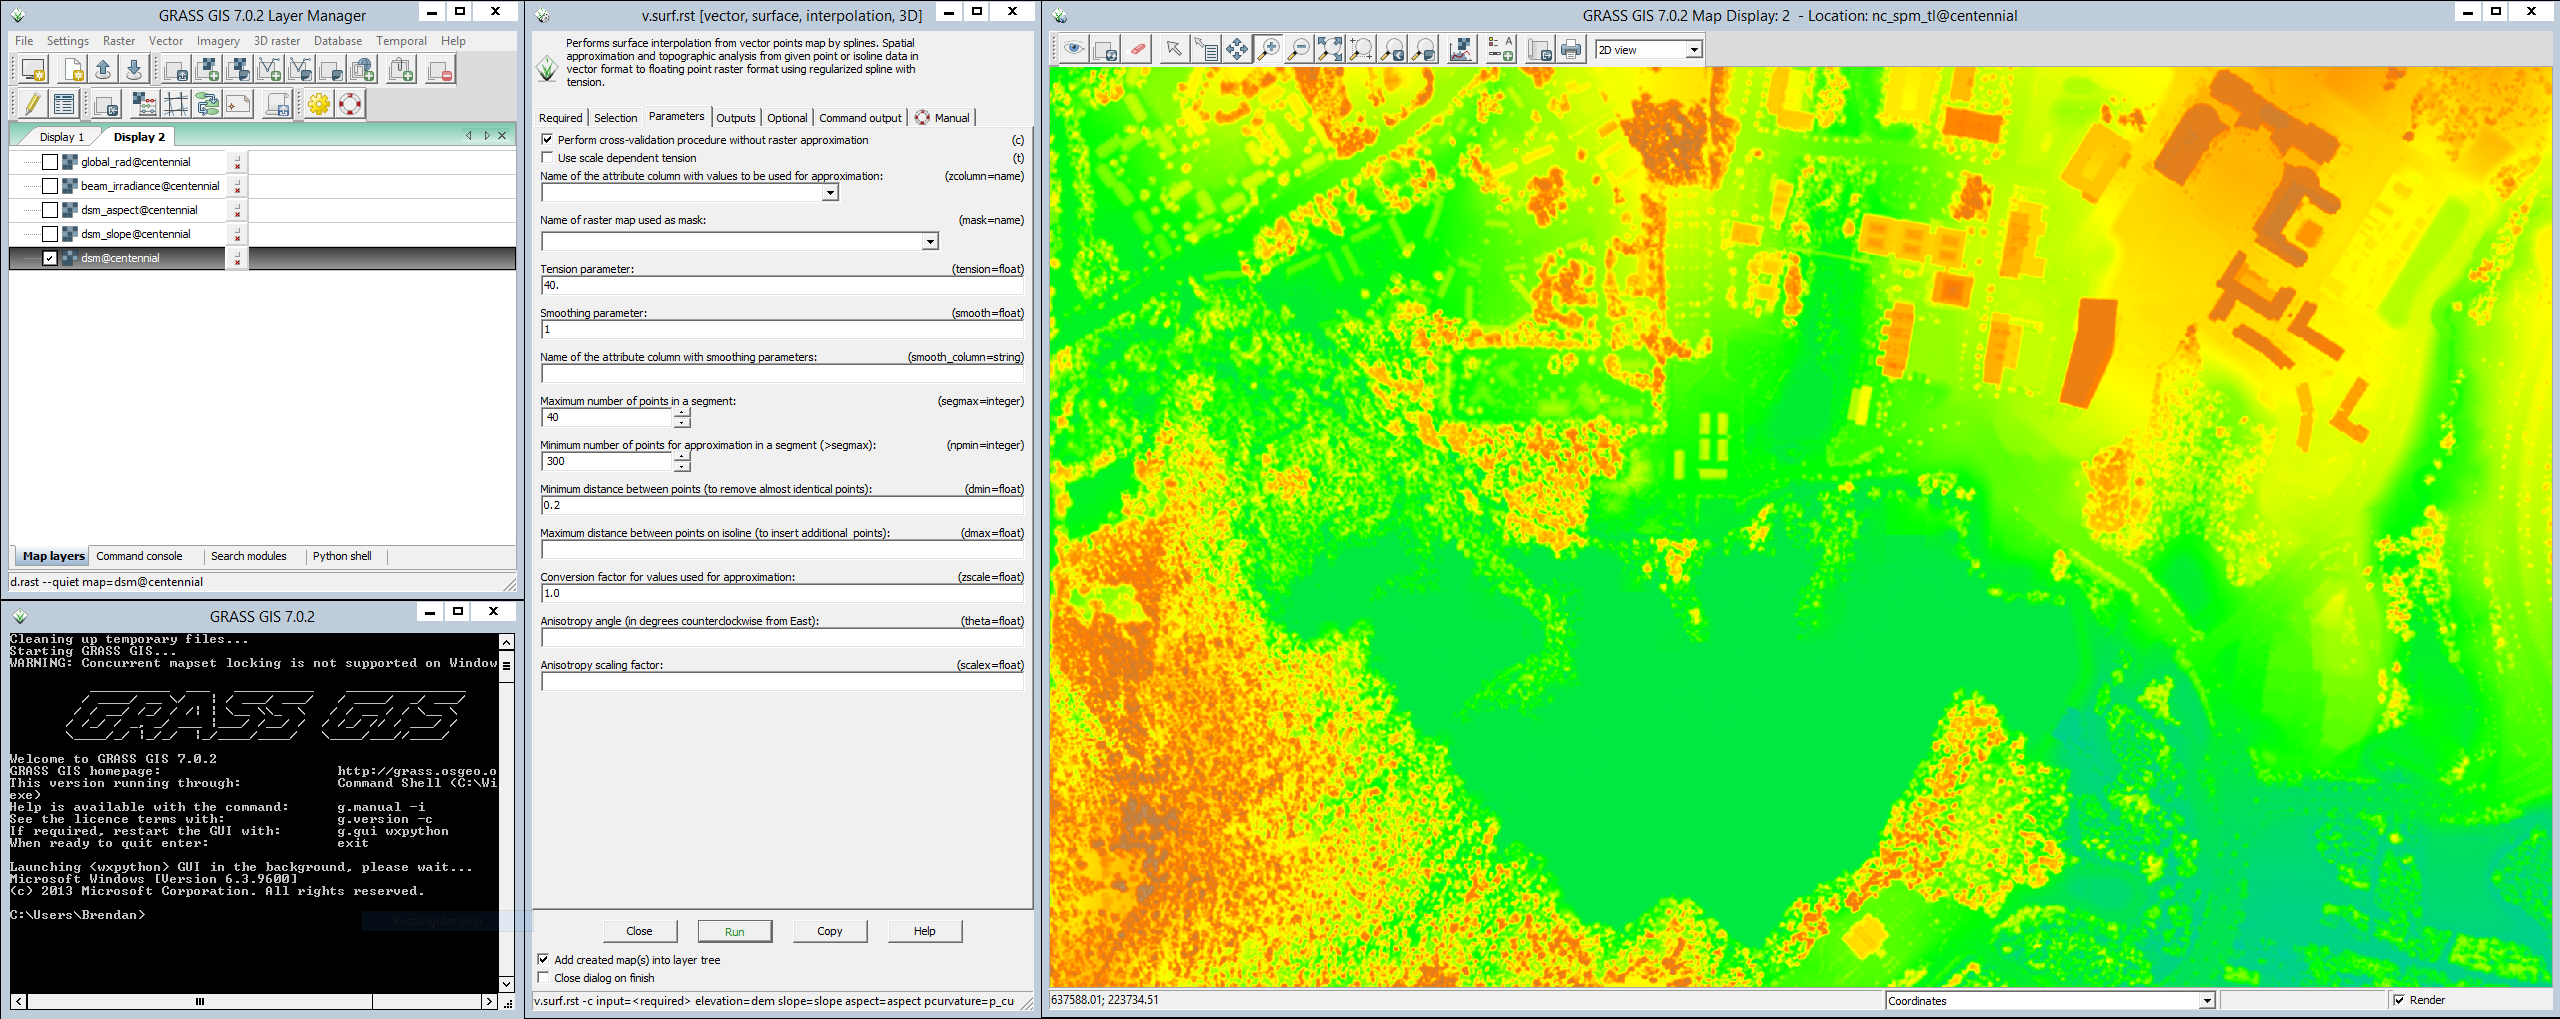 GRASS GIS 7.0.2 Layer Manager
File Settings Raster Vector Imagery 3D raster Database Temporal Help
Display 1 Display 2
global_rad@centennial
beam_irradiance@centennial
dsm_aspect@centennial
dsm_slope@centennial
dsm@centennial
Map layers Command console Search modules Python shell
d.rast --quiet map=dsm@centennial
GRASS GIS 7.0.2
Cleaning up temporary files...
Starting GRASS GIS...
WARNING: Concurrent mapset locking is not supported on Window
GRASS GIS
Welcome to GRASS GIS 7.0.2
GRASS GIS homepage: http://grass.osgeo.o
This version running through: Command Shell (C:\Wi
exe)
Help is available with the command: g.manual -i
See the licence terms with: g.version -c
If required, restart the GUI with: g.gui wxpython
When ready to quit enter: exit
Launching <wxpython> GUI in the background, please wait...
Microsoft Windows [Version 6.3.9600]
(c) 2013 Microsoft Corporation. All rights reserved.
C:\Users\Brendan>
Rectangular Snip
v.surf.rst [vector, surface, interpolation, 3D]
Performs surface interpolation from vector points map by splines. Spatial
approximation and topographic analysis from given point or isoline data in
vector format to floating point raster format using regularized spline with
tension.
Required Selection Parameters Outputs Optional Command output Manual
Perform cross-validation procedure without raster approximation (c)
Use scale dependent tension (t)
Name of the attribute column with values to be used for approximation: (zcolumn=name)
Name of raster map used as mask: (mask=name)
Tension parameter: (tension=float)
40.
Smoothing parameter: (smooth=float)
1
Name of the attribute column with smoothing parameters: (smooth_column=string)
Maximum number of points in a segment: (segmax=integer)
40
Minimum number of points for approximation in a segment (>segmax): (npmin=integer)
300
Minimum distance between points (to remove almost identical points): (dmin=float)
0.2
Maximum distance between points on isoline (to insert additional points): (dmax=float)
Conversion factor for values used for approximation: (zscale=float)
1.0
Anisotropy angle (in degrees counterclockwise from East): (theta=float)
Anisotropy scaling factor: (scalex=float)
Close Run Copy Help
Add created map(s) into layer tree
Close dialog on finish
v.surf.rst -c input=<required> elevation=dem slope=slope aspect=aspect pcurvature=p_cu
GRASS GIS 7.0.2 Map Display: 2 - Location: nc_spm_tl@centennial
2D view
637588.01; 223734.51
Coordinates
Render